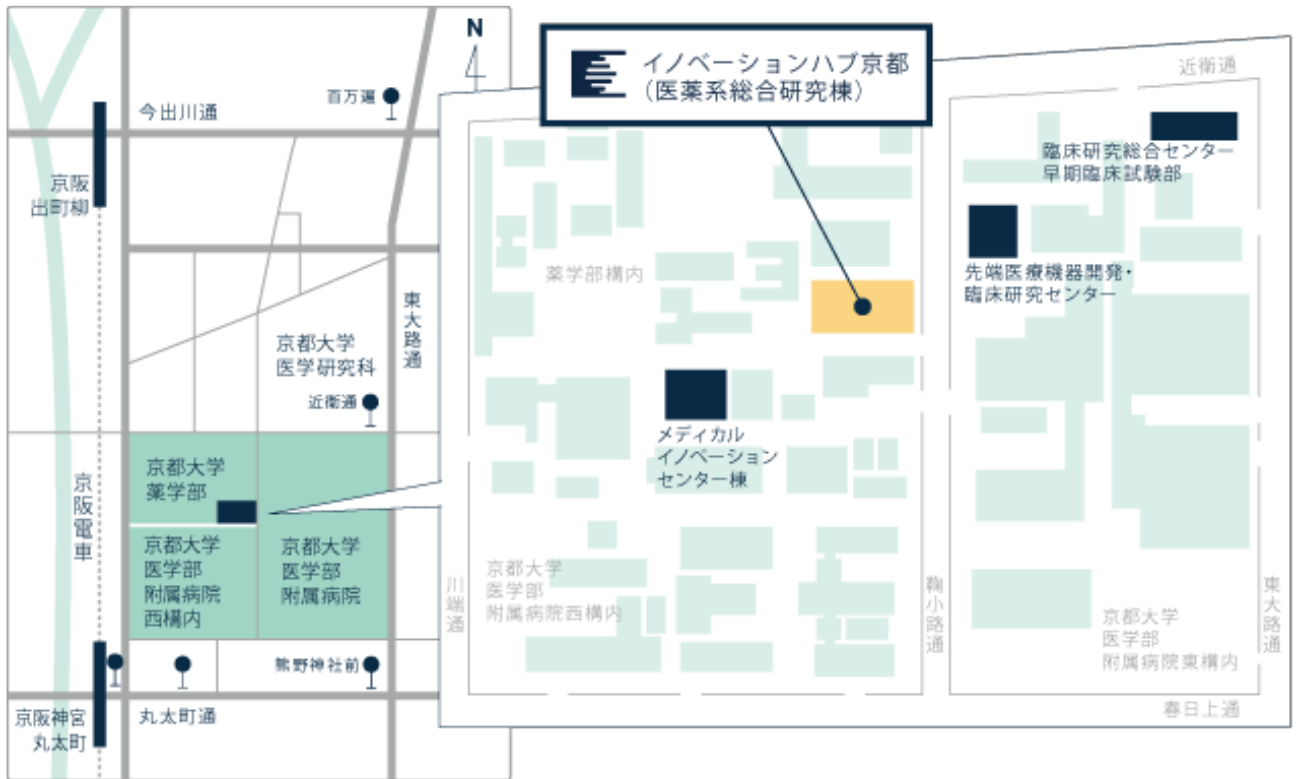 N
百万遍
今出川通
京阪
出町柳
東大路通
京都大学
医学研究科
近衛通
京都大学
薬学部
京阪電車
京都大学
医学部
附属病院
西構内
京都大学
医学部
附属病院
熊野神社前
京阪神宮
丸太町
丸太町通
イノベーションハブ京都
（医薬系総合研究棟）
近衛通
臨床研究総合センター
早期臨床試験部
先端医療機器開発・
臨床研究センター
薬学部構内
メディカル
イノベーション
センター棟
川端通
京都大学
医学部
附属病院西構内
鞠小路通
京都大学
医学部
附属病院東構内
東大路通
春日上通